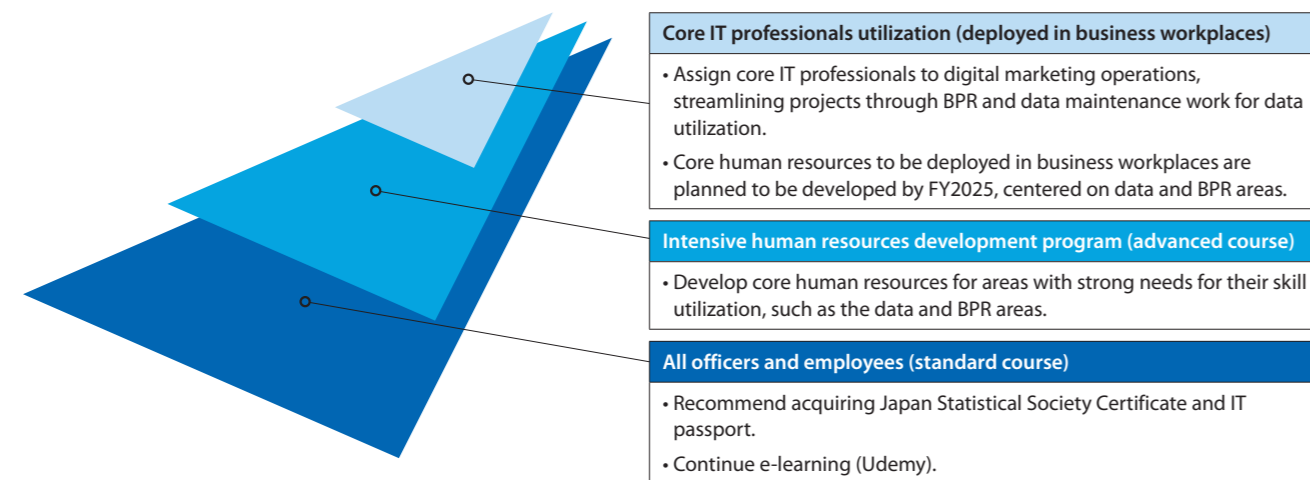 Core IT professionals utilization (deployed in business workplaces)
• Assign core IT professionals to digital marketing operations,
streamlining projects through BPR and data maintenance work for data
utilization.
• Core human resources to be deployed in business workplaces are
planned to be developed by FY2025, centered on data and BPR areas.
Intensive human resources development program (advanced course)
• Develop core human resources for areas with strong needs for their skill
utilization, such as the data and BPR areas.
All officers and employees (standard course)
• Recommend acquiring Japan Statistical Society Certificate and IT
passport.
• Continue e-learning (Udemy).